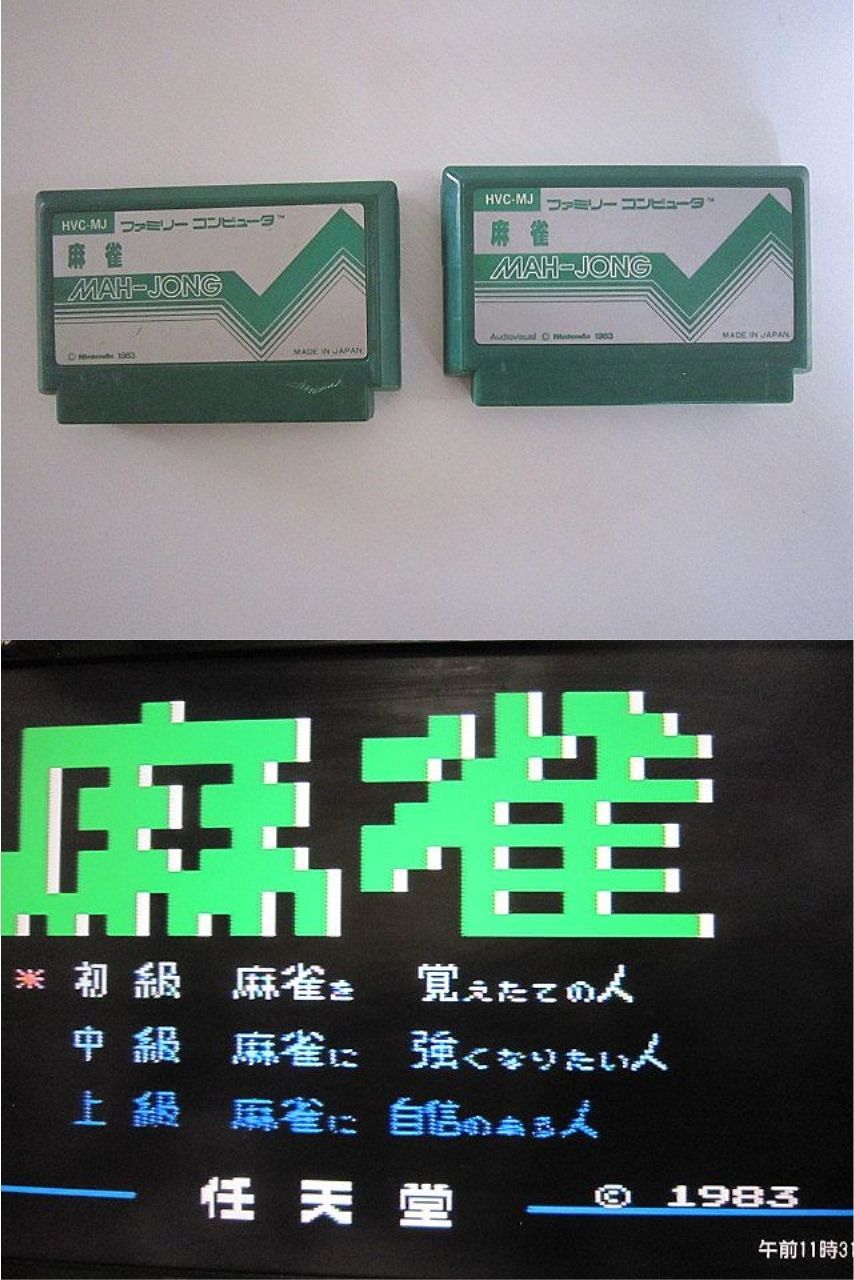 HVC-MJ ファミリー コンピュータ™
麻雀
MAH-JONG
© Nintendo 1983 MADE IN JAPAN
HVC-MJ ファミリー コンピュータ™
麻雀
MAH-JONG
Audiovisual © Nintendo 1983 MADE IN JAPAN
麻雀
※ 初級 麻雀を 覚えたての人
中級 麻雀に 強くなりたい人
上級 麻雀に 自信のある人
任天堂 © 1983
午前11時31